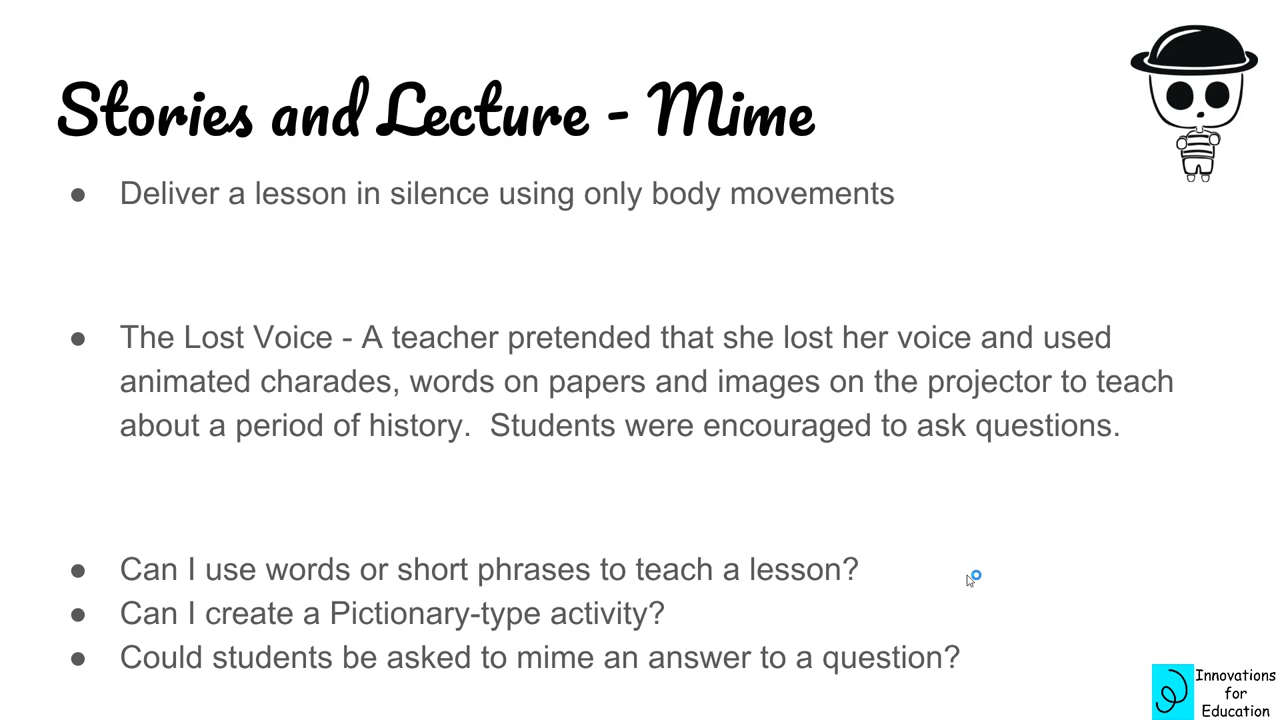 Stories and Lecture - Mime
● Deliver a lesson in silence using only body movements
● The Lost Voice - A teacher pretended that she lost her voice and used
animated charades, words on papers and images on the projector to teach
about a period of history.  Students were encouraged to ask questions.
● Can I use words or short phrases to teach a lesson?
● Can I create a Pictionary-type activity?
● Could students be asked to mime an answer to a question?
Innovations
for
Education